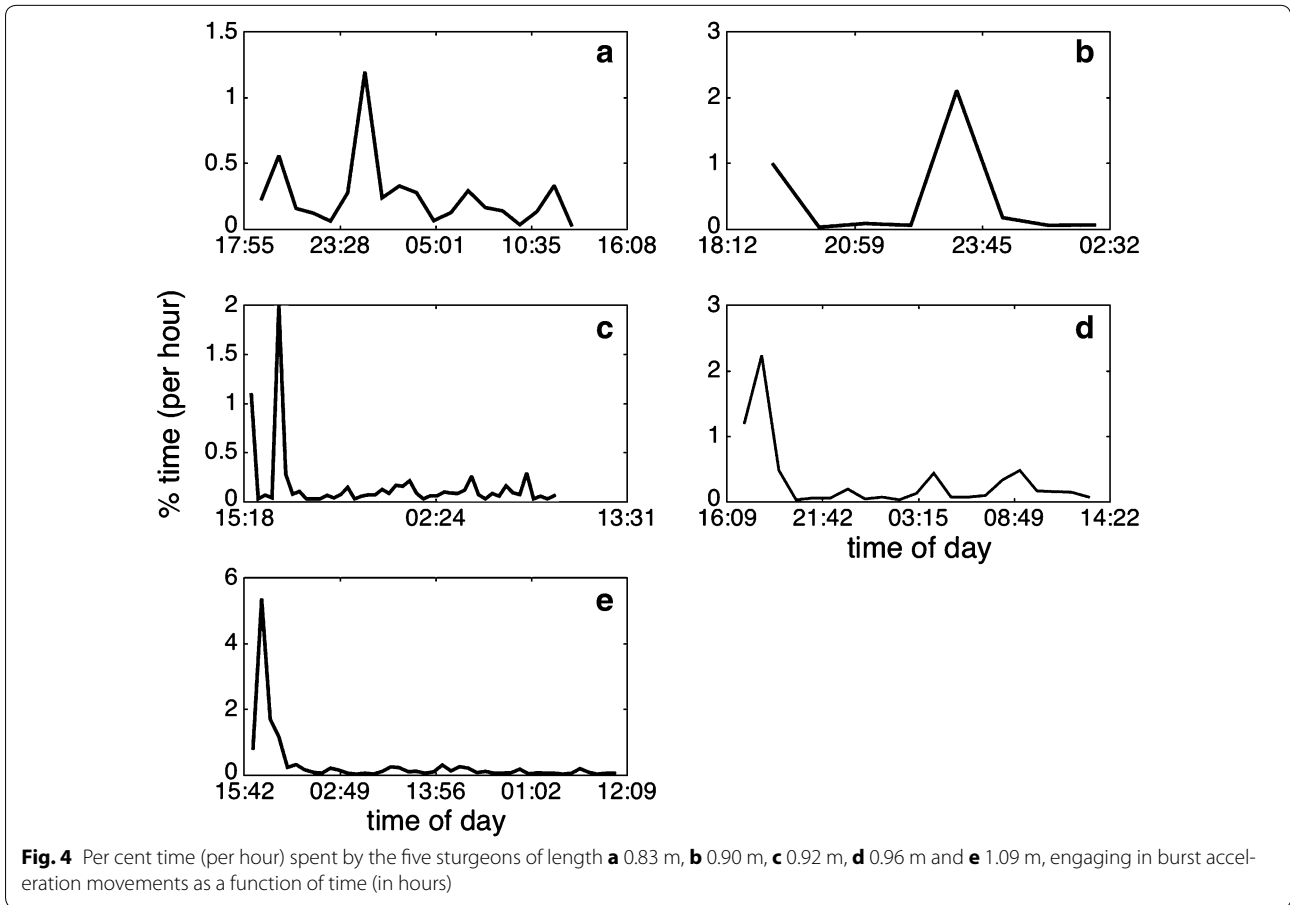 a
1.5
1
0.5
0
17:55 23:28 05:01 10:35 16:08
b
3
2
1
0
18:12 20:59 23:45 02:32
% time (per hour)
c
2
1.5
1
0.5
0
15:18 02:24 13:31
d
3
2
1
0
16:09 21:42 03:15 08:49 14:22
time of day
e
6
4
2
0
15:42 02:49 13:56 01:02 12:09
time of day
Fig. 4 Per cent time (per hour) spent by the five sturgeons of length a 0.83 m, b 0.90 m, c 0.92 m, d 0.96 m and e 1.09 m, engaging in burst accel-
eration movements as a function of time (in hours)